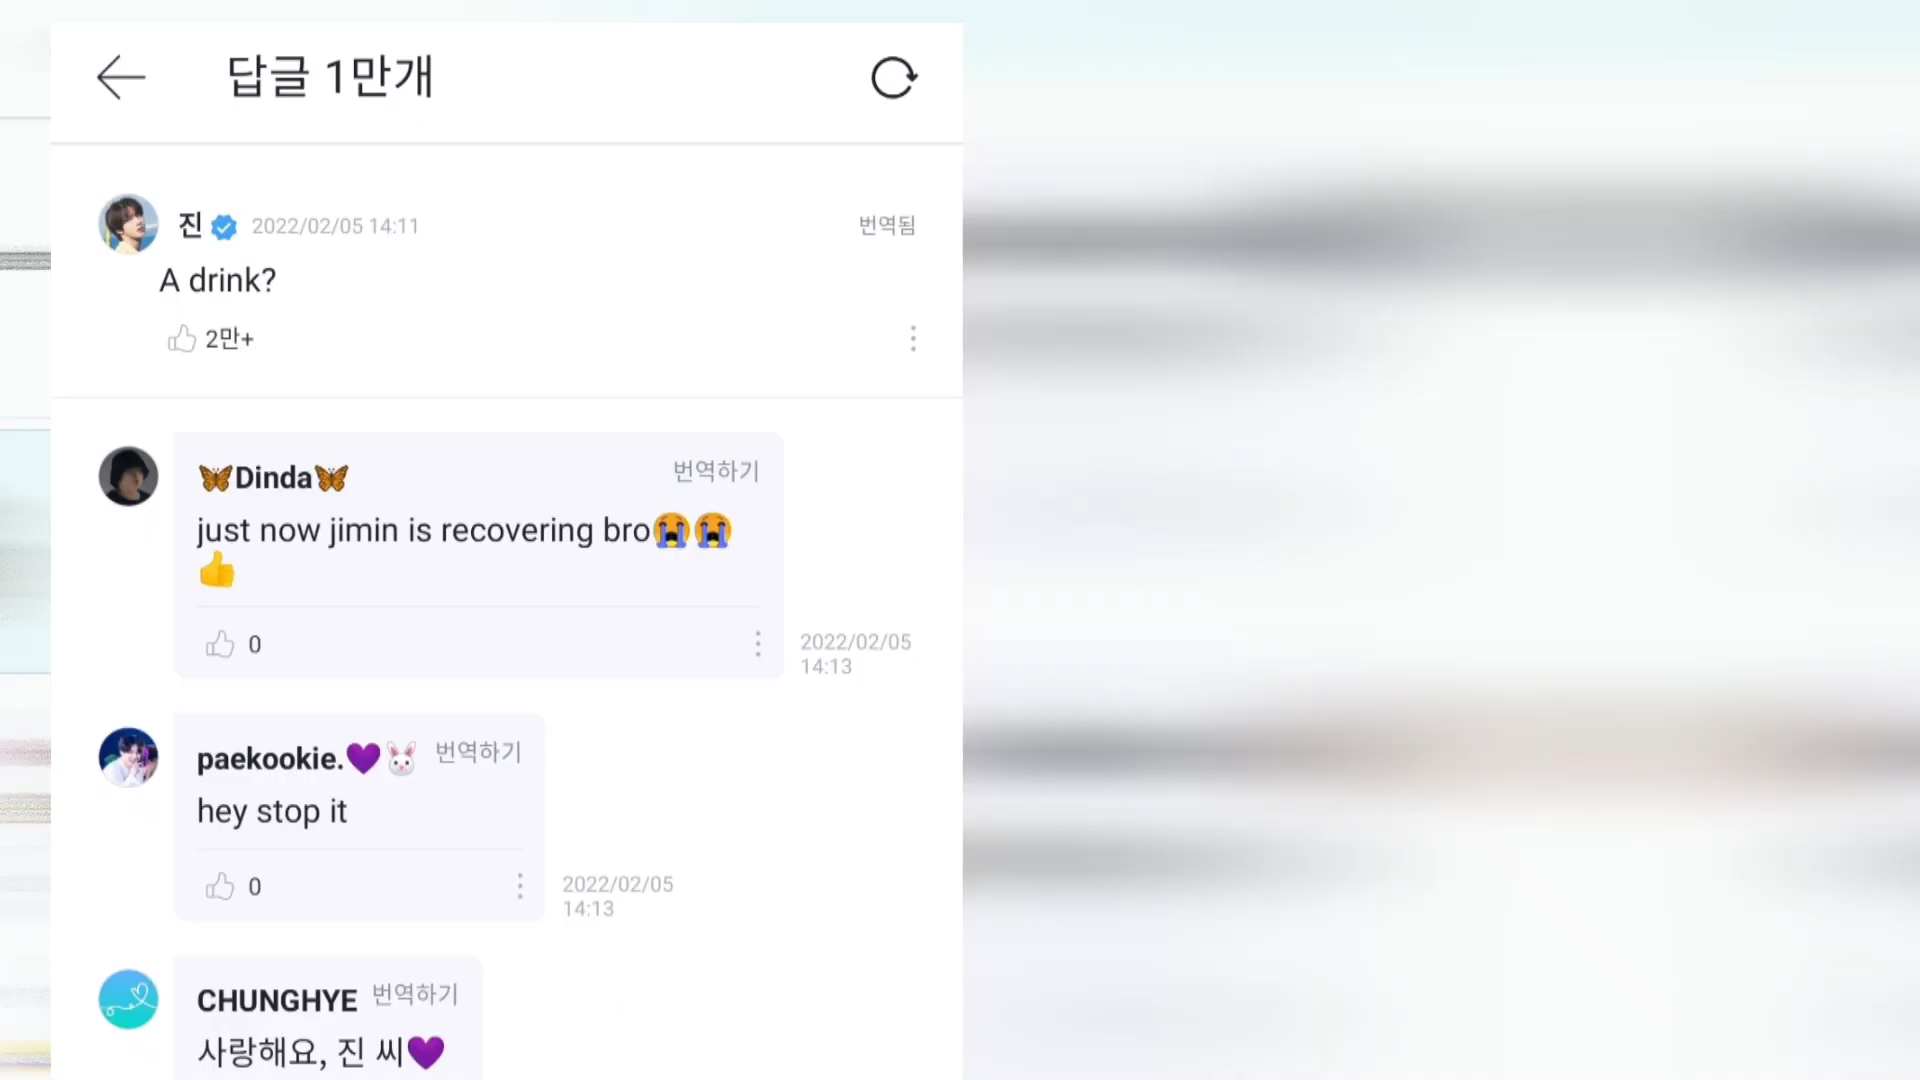 답글 1만개
진 2022/02/05 14:11 번역됨
A drink?
2만+
🦋Dinda🦋 번역하기
just now jimin is recovering bro😭😭
👍
0
2022/02/05
14:13
paekookie.💜🐰 번역하기
hey stop it
0
2022/02/05
14:13
CHUNGHYE 번역하기
사랑해요, 진 씨💜